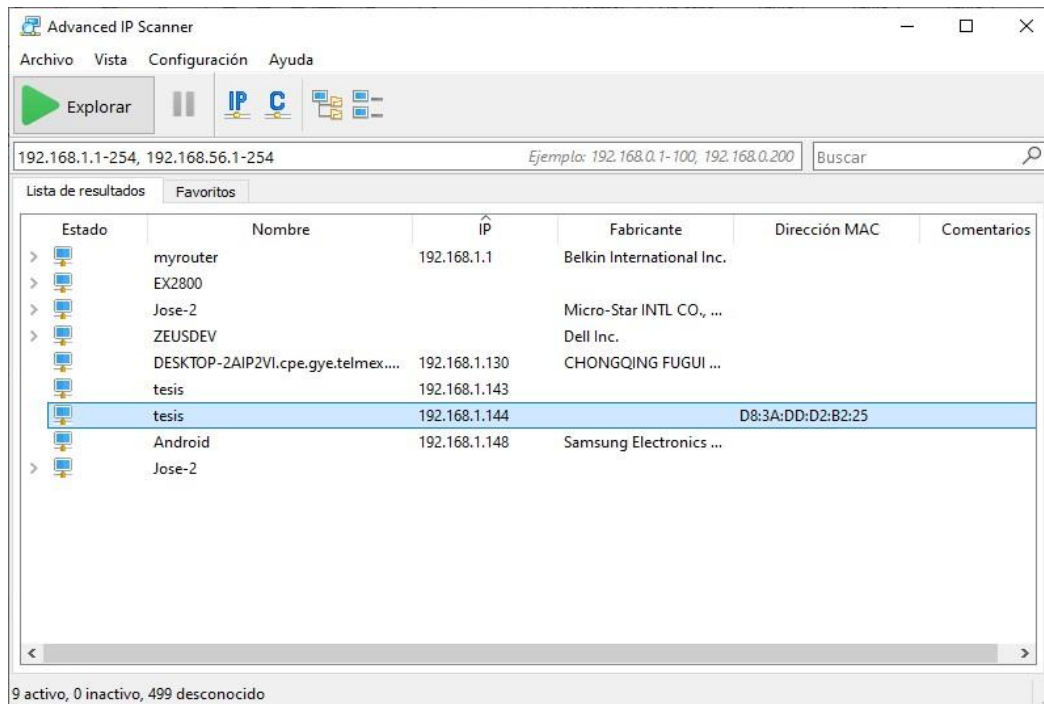 Advanced IP Scanner
Archivo Vista Configuración Ayuda
Explorar IP C
192.168.1.1-254, 192.168.56.1-254 Ejemplo: 192.168.0.1-100, 192.168.0.200 Buscar
Lista de resultados Favoritos
Estado Nombre IP Fabricante Dirección MAC Comentarios
myrouter 192.168.1.1 Belkin International Inc.
EX2800
Jose-2 Micro-Star INTL CO., ...
ZEUSDEV Dell Inc.
DESKTOP-2AIP2VI.cpe.gye.telmex.... 192.168.1.130 CHONGQING FUGUI ...
tesis 192.168.1.143
tesis 192.168.1.144 D8:3A:DD:D2:B2:25
Android 192.168.1.148 Samsung Electronics ...
Jose-2
9 activo, 0 inactivo, 499 desconocido